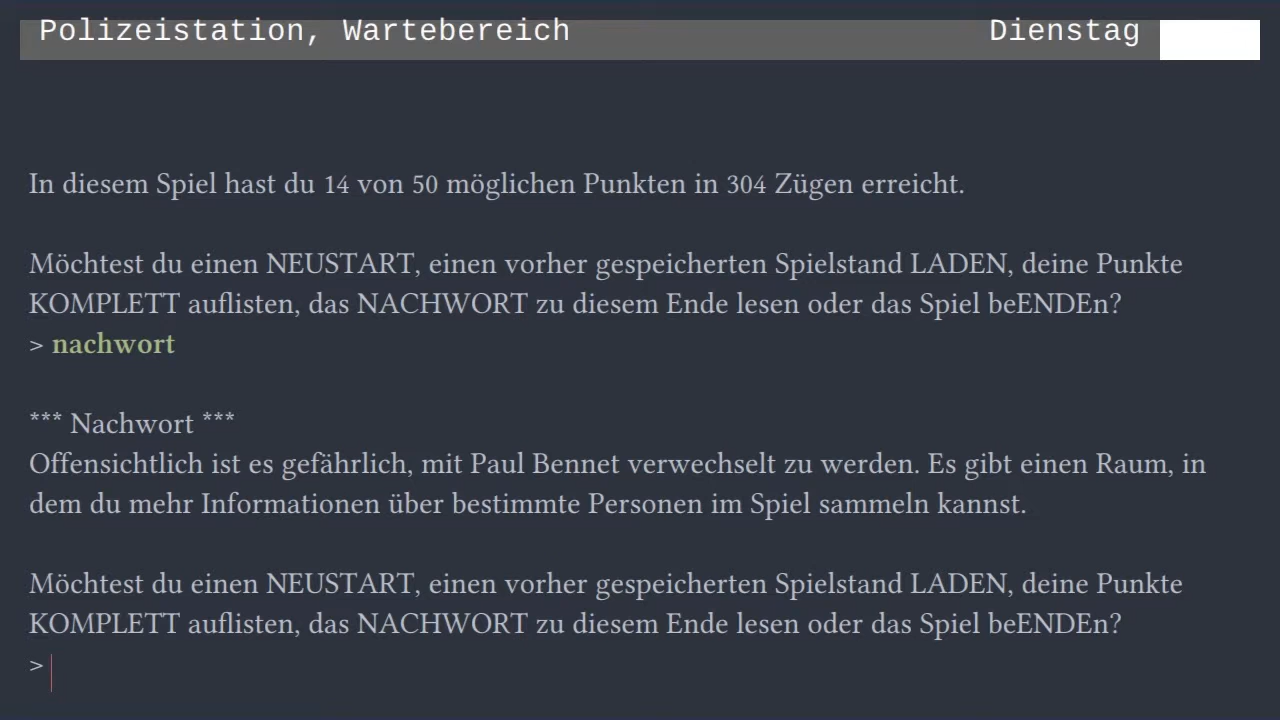 Polizeistation, Wartebereich Dienstag
In diesem Spiel hast du 14 von 50 möglichen Punkten in 304 Zügen erreicht.
Möchtest du einen NEUSTART, einen vorher gespeicherten Spielstand LADEN, deine Punkte
KOMPLETT auflisten, das NACHWORT zu diesem Ende lesen oder das Spiel beENDEn?
> nachwort
*** Nachwort ***
Offensichtlich ist es gefährlich, mit Paul Bennet verwechselt zu werden. Es gibt einen Raum, in
dem du mehr Informationen über bestimmte Personen im Spiel sammeln kannst.
Möchtest du einen NEUSTART, einen vorher gespeicherten Spielstand LADEN, deine Punkte
KOMPLETT auflisten, das NACHWORT zu diesem Ende lesen oder das Spiel beENDEn?
>